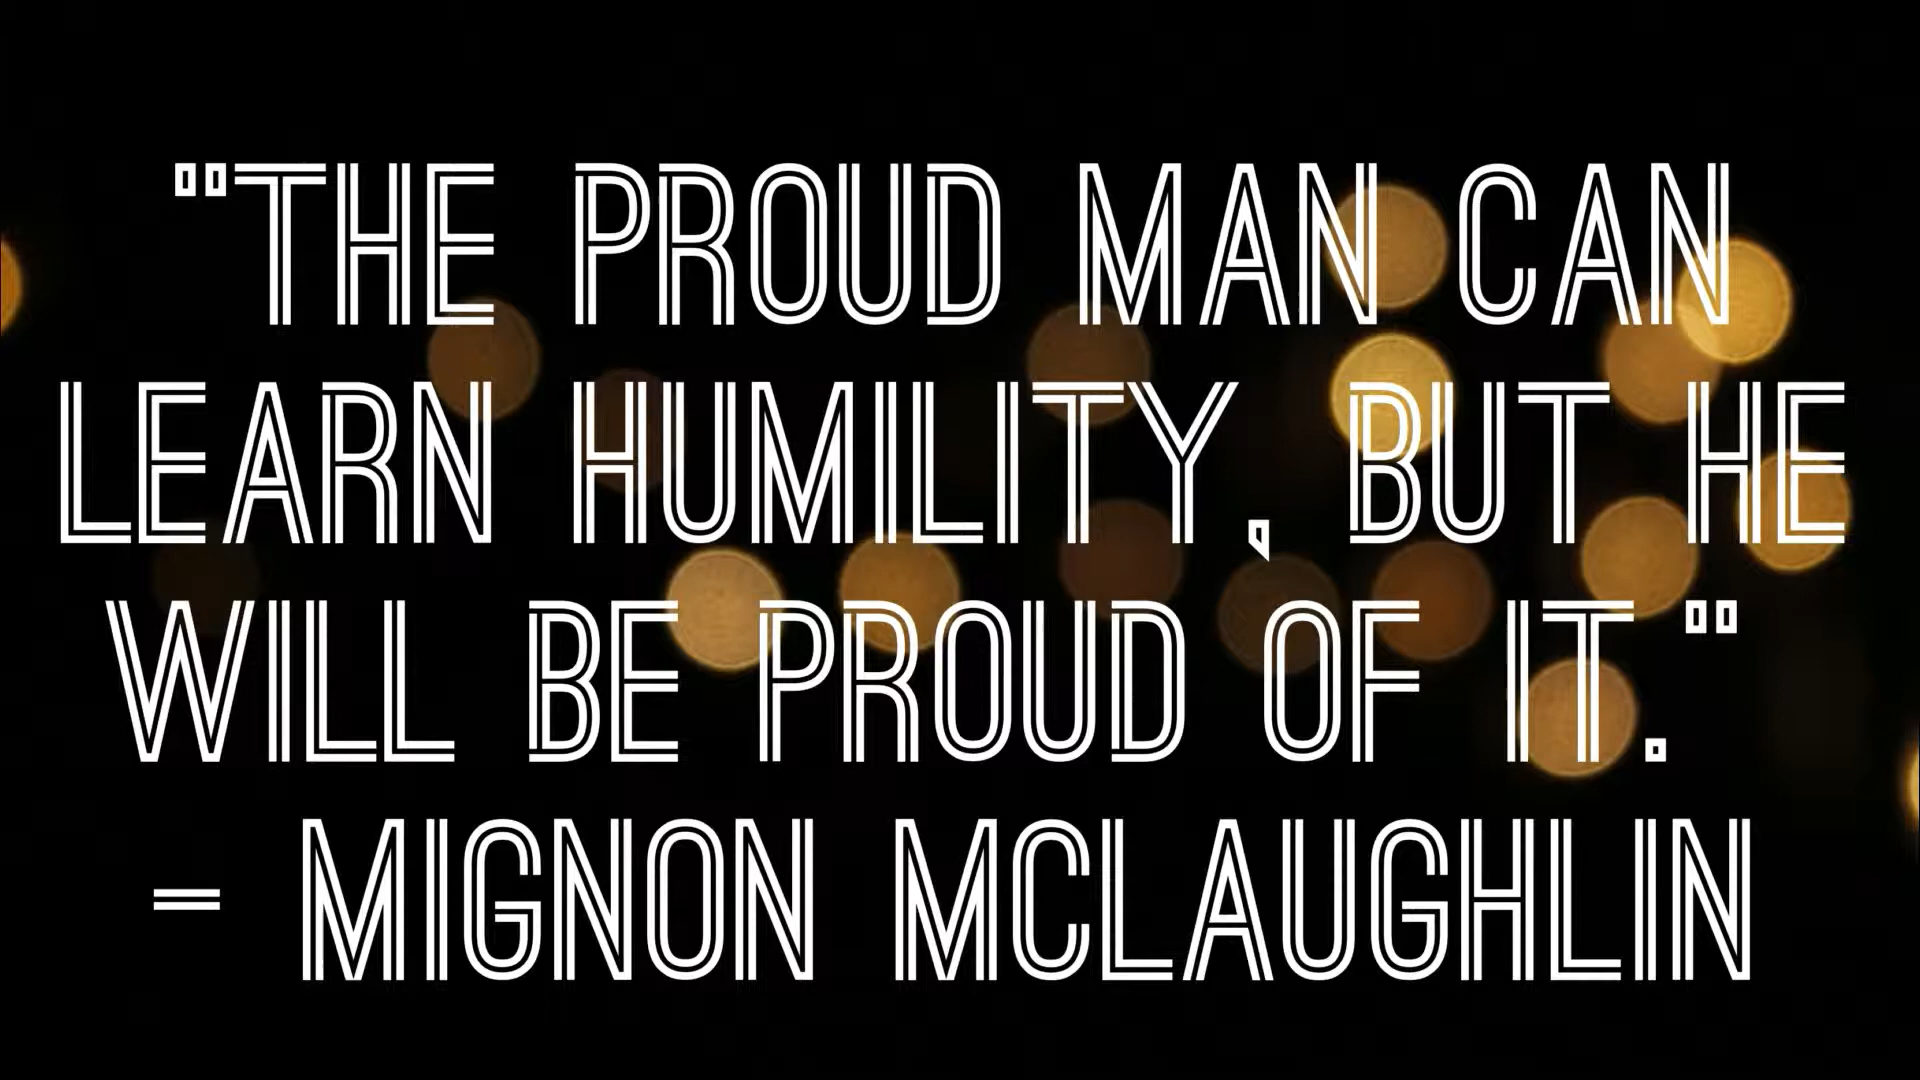 "THE PROUD MAN CAN
LEARN HUMILITY, BUT HE
WILL BE PROUD OF IT."
- MIGNON MCLAUGHLIN